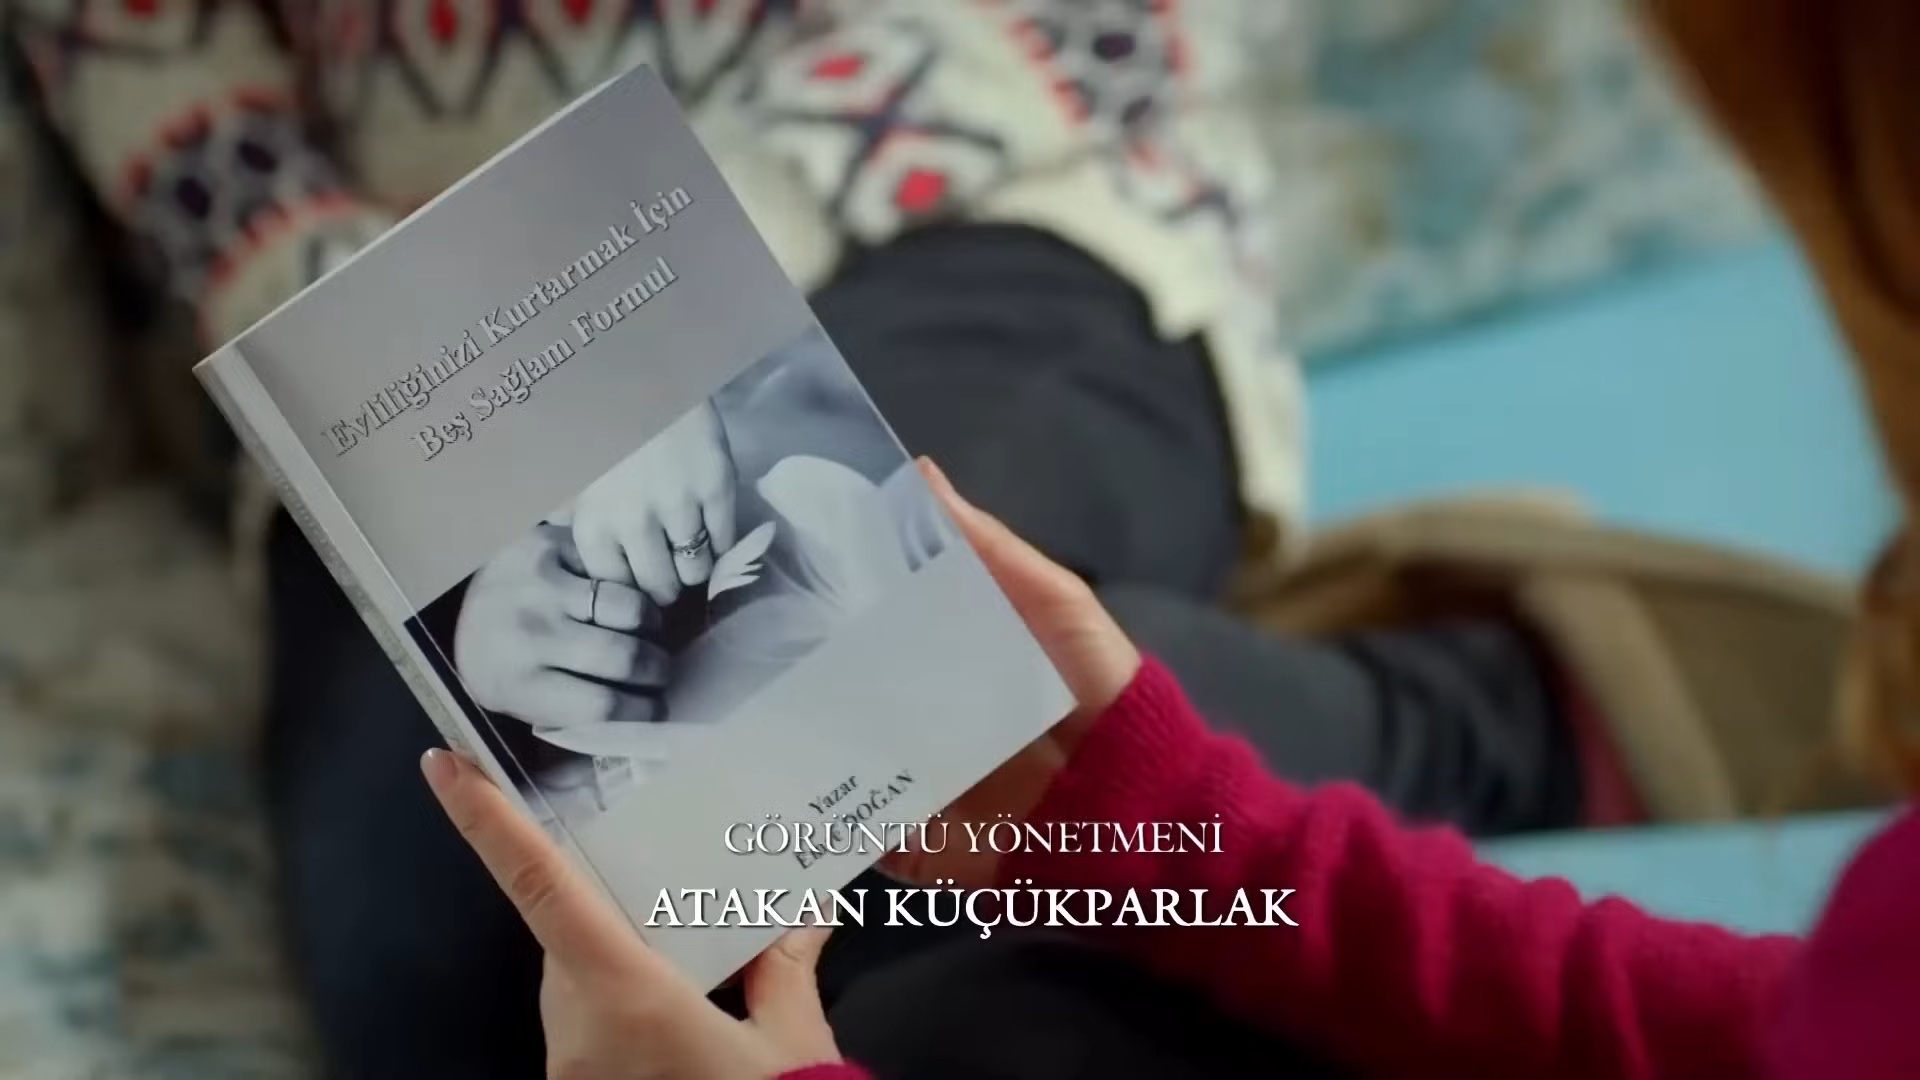 Evliliğinizi Kurtarmak İçin
Beş Sağlam Formul
Yazar
GÖRÜNTÜ YÖNETMENİ
ATAKAN KÜÇÜKPARLAK